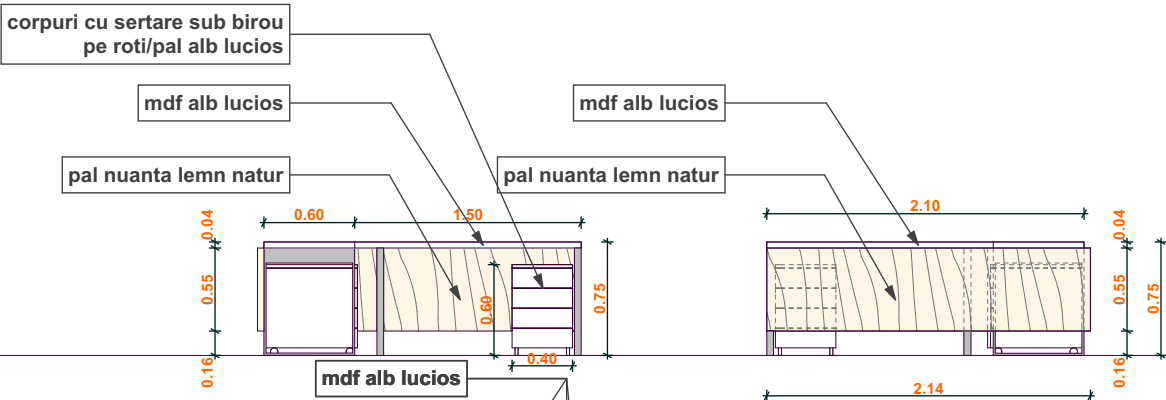 corpuri cu sertare sub birou
pe roti/pal alb lucios
mdf alb lucios
mdf alb lucios
pal nuanta lemn natur
pal nuanta lemn natur
0.60
1.50
0.04
0.55
0.16
0.60
0.40
0.75
2.10
0.04
0.55
0.16
0.75
mdf alb lucios
2.14